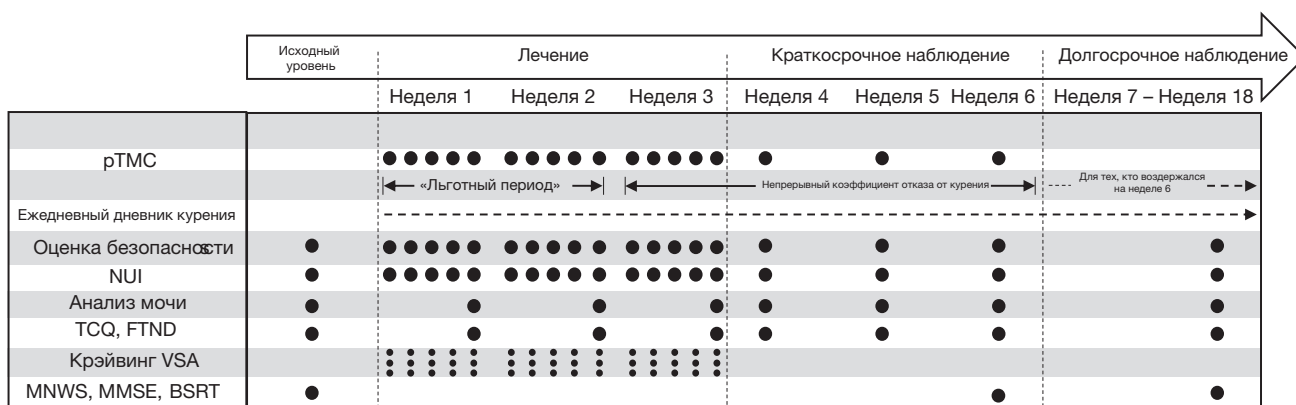 Исходный
уровень
Лечение
Краткосрочное наблюдение
Долгосрочное наблюдение
Неделя 1
Неделя 2
Неделя 3
Неделя 4
Неделя 5
Неделя 6
Неделя 7 – Неделя 18
рТМС
«Льготный период»
Непрерывный коэффициент отказа от курения
Для тех, кто воздержался
на неделе 6
Ежедневный дневник курения
Оценка безопасности
NUI
Анализ мочи
TCQ, FTND
Крэйвинг VSA
MNWS, MMSE, BSRT